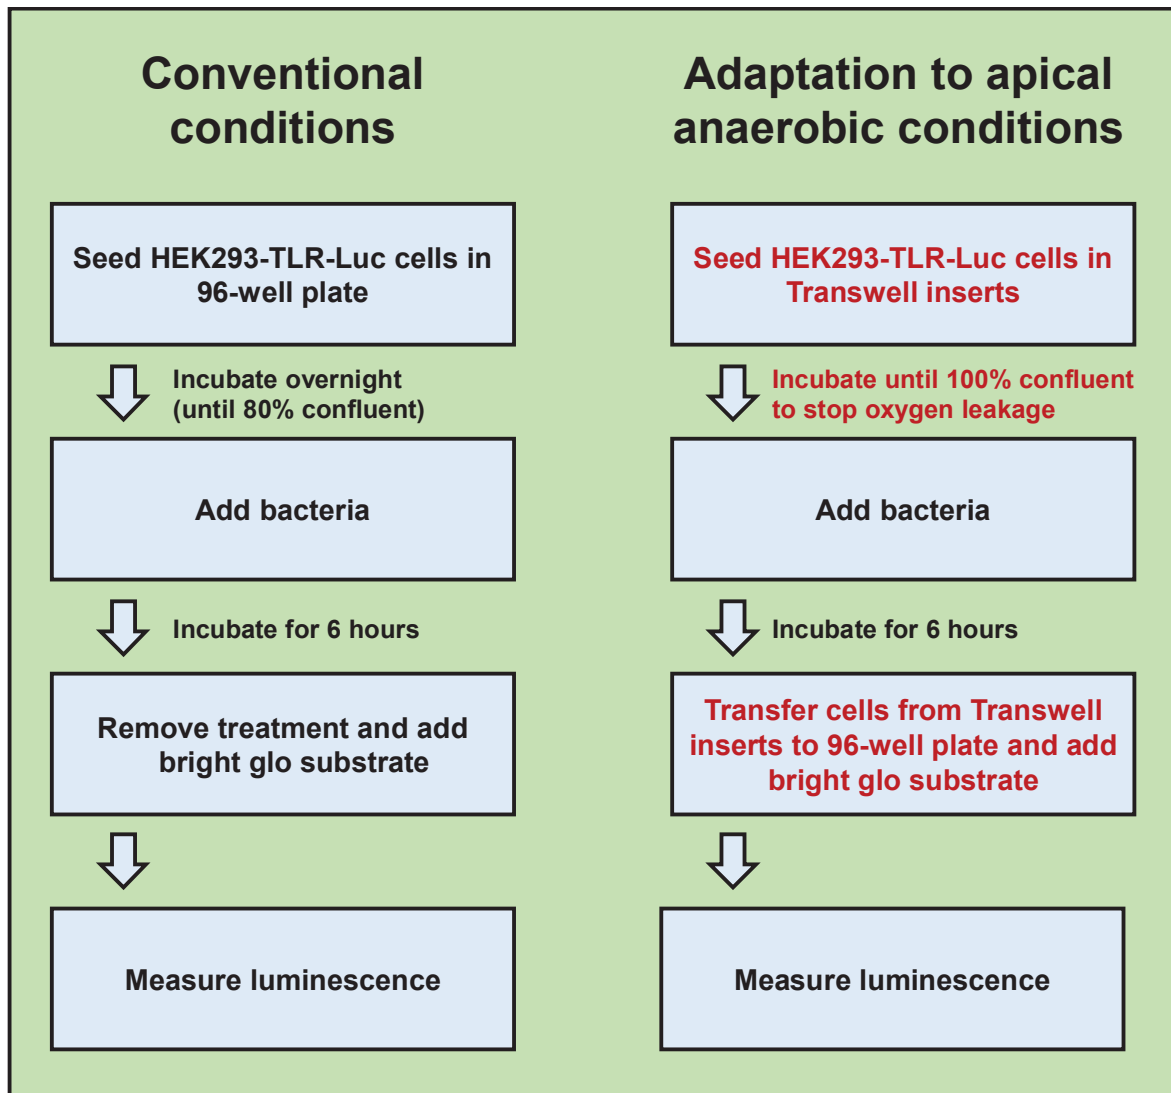 Conventional
conditions
Seed HEK293-TLR-Luc cells in
96-well plate
Incubate overnight
(until 80% confluent)
Add bacteria
Incubate for 6 hours
Remove treatment and add
bright glo substrate
Measure luminescence
Adaptation to apical
anaerobic conditions
Seed HEK293-TLR-Luc cells in
Transwell inserts
Incubate until 100% confluent
to stop oxygen leakage
Add bacteria
Incubate for 6 hours
Transfer cells from Transwell
inserts to 96-well plate and add
bright glo substrate
Measure luminescence